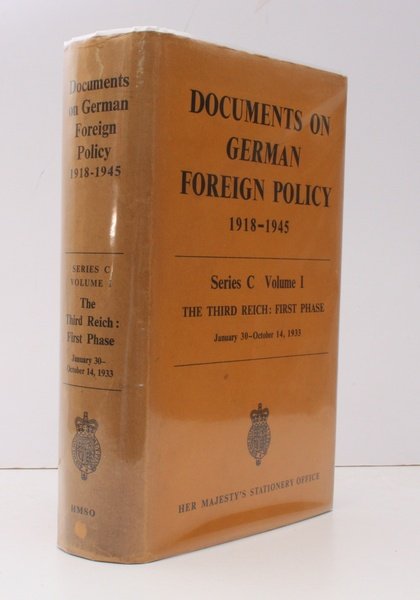 Documents
on German
Foreign
Policy
1918-1945
SERIES C
VOLUME I
The
Third Reich:
First Phase
January 30-
October 14, 1933
HMSO
DOCUMENTS ON
GERMAN
FOREIGN POLICY
1918-1945
Series C Volume I
THE THIRD REICH: FIRST PHASE
January 30-October 14, 1933
HER MAJESTY'S STATIONERY OFFICE